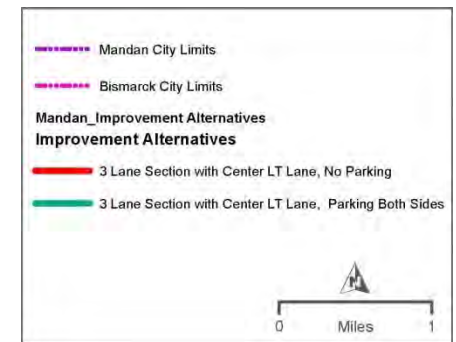 Mandan City Limits
Bismarck City Limits
Mandan_Improvement Alternatives
Improvement Alternatives
3 Lane Section with Center LT Lane, No Parking
3 Lane Section with Center LT Lane, Parking Both Sides
N
0 Miles 1